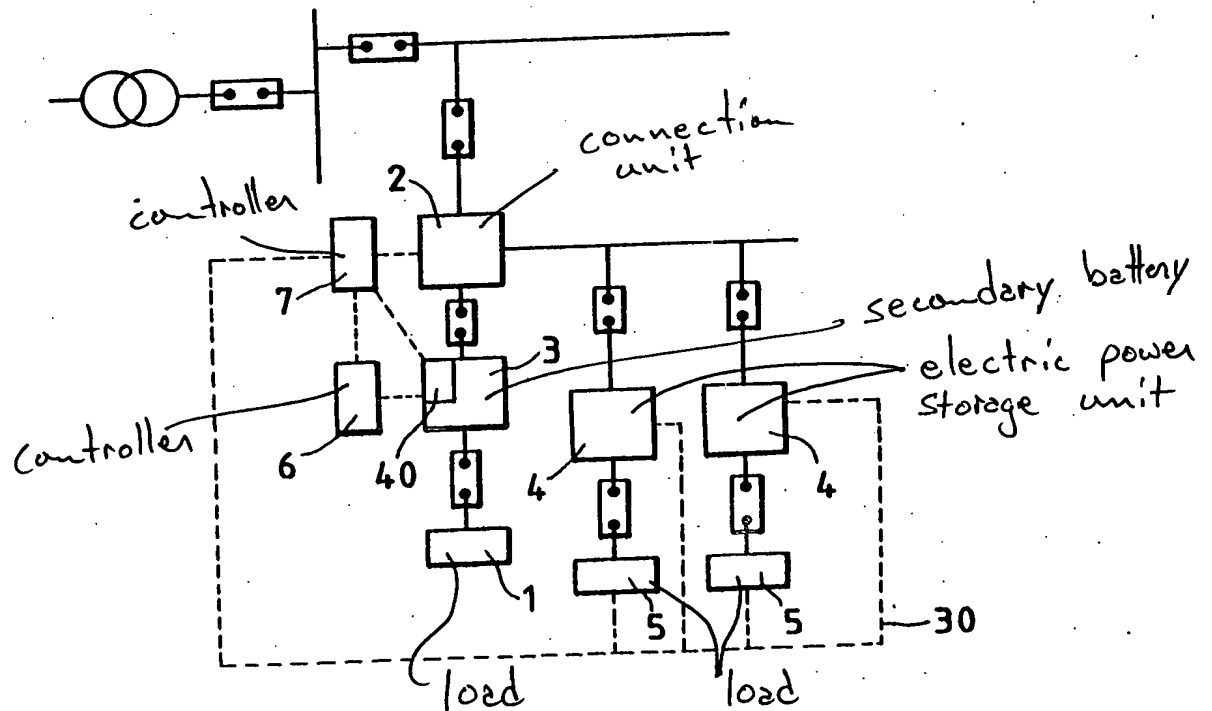 connection
unit
2
controller
7
secondary battery
3
electric power
storage unit
controller
6
40
4
4
1
5
5
30
load
load